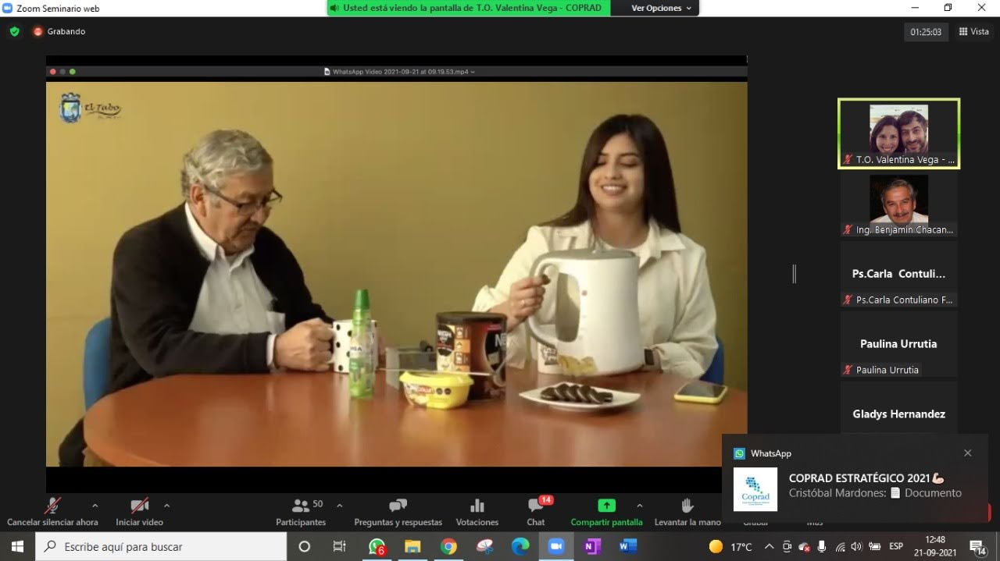 Zoom Seminario web
Usted está viendo la pantalla de T.O. Valentina Vega - COPRAD
Ver Opciones
Grabando
01:25:03
Vista
WhatsApp Video 2021-09-21 at 09.19.53.mp4
El Tabo
T.O. Valentina Vega - ...
Ing. Benjamín Chacan...
Ps.Carla Contuli...
Ps.Carla Contuliano F...
Paulina Urrutia
Paulina Urrutia
Gladys Hernandez
NESCAFÉ
WhatsApp
COPRAD ESTRATÉGICO 2021💪🏻
Cristóbal Mardones: 📄 Documento
Coprad
Cancelar silenciar ahora
Iniciar video
50
Participantes
Preguntas y respuestas
Votaciones
14
Chat
Compartir pantalla
Levantar la mano
Grabar
Más
Escribe aquí para buscar
6
17°C
ESP
12:48
21-09-2021
14